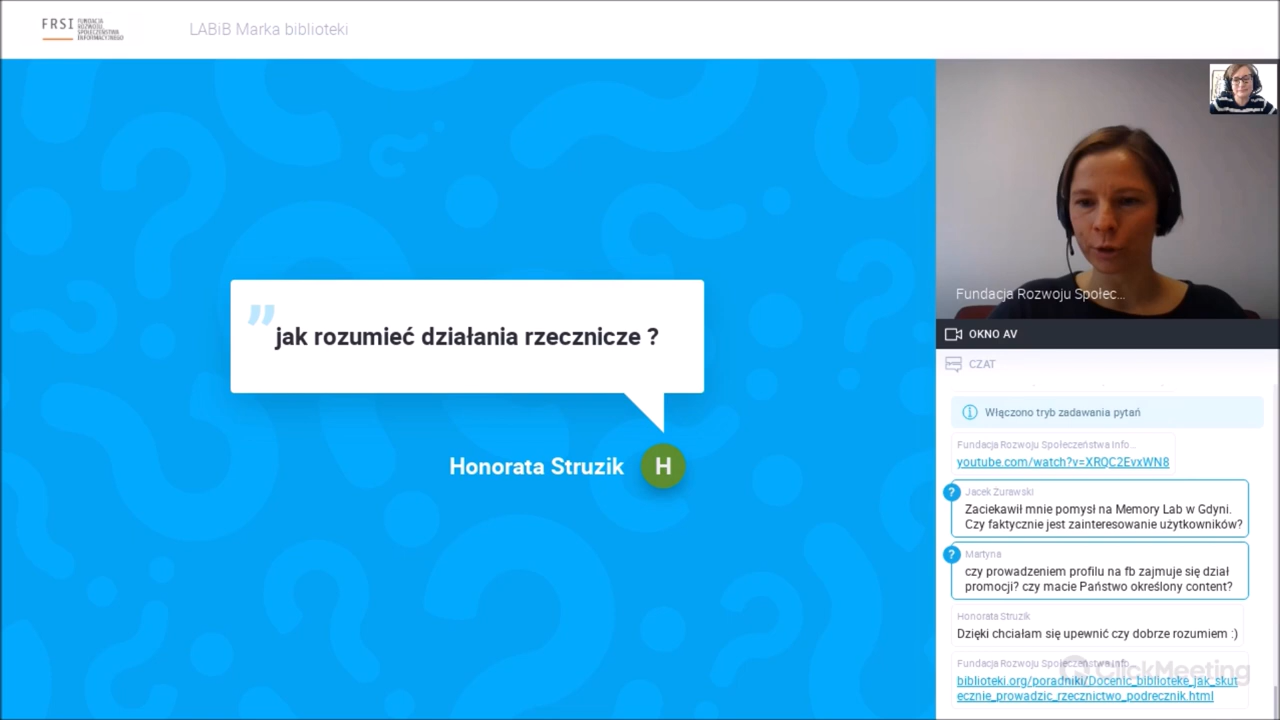 FRSI
FUNDACJA
ROZWOJU
SPOŁECZEŃSTWA
INFORMACYJNEGO
LABiB Marka biblioteki
jak rozumieć działania rzecznicze ?
Honorata Struzik
H
Fundacja Rozwoju Społec...
OKNO AV
CZAT
Włączono tryb zadawania pytań
Fundacja Rozwoju Społeczeństwa Info...
youtube.com/watch?v=XRQC2EvxWN8
? Jacek Żurawski
Zaciekawił mnie pomysł na Memory Lab w Gdyni.
Czy faktycznie jest zainteresowanie użytkowników?
? Martyna
czy prowadzeniem profilu na fb zajmuje się dział
promocji? czy macie Państwo określony content?
Honorata Struzik
Dzięki chciałam się upewnić czy dobrze rozumiem :)
Fundacja Rozwoju Społeczeństwa Info...
ClickMeeting
biblioteki.org/poradniki/Docenic_biblioteke_jak_skut
ecznie_prowadzic_rzecznictwo_podrecznik.html